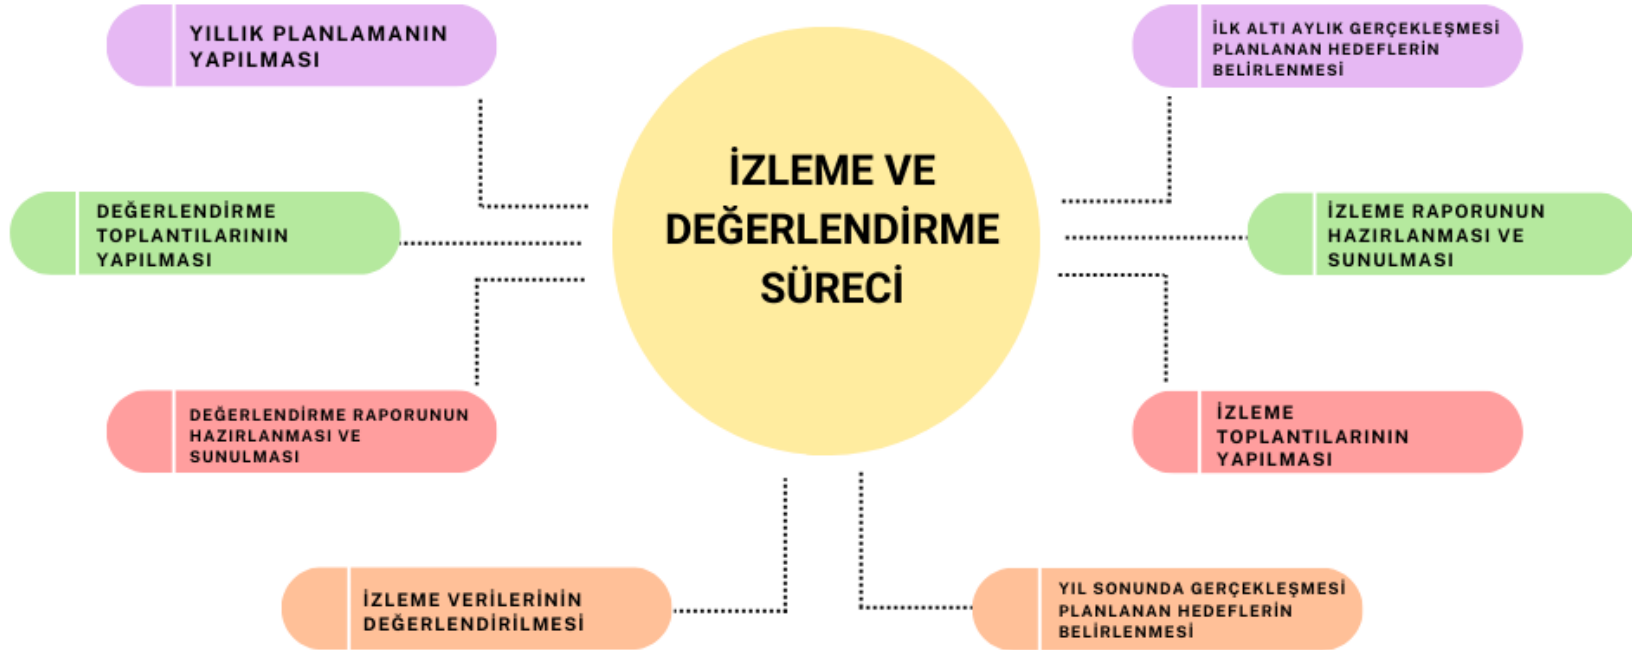 YILLIK PLANLAMANIN
YAPILMASI
İLK ALTI AYLIK GERÇEKLEŞMESİ
PLANLANAN HEDEFLERİN
BELİRLENMESİ
İZLEME VE
DEĞERLENDİRME
SÜRECİ
DEĞERLENDİRME
TOPLANTILARININ
YAPILMASI
İZLEME RAPORUNUN
HAZIRLANMASI VE
SUNULMASI
DEĞERLENDİRME RAPORUNUN
HAZIRLANMASI VE
SUNULMASI
İZLEME
TOPLANTILARININ
YAPILMASI
İZLEME VERİLERİNİN
DEĞERLENDİRİLMESİ
YIL SONUNDA GERÇEKLEŞMESİ
PLANLANAN HEDEFLERİN
BELİRLENMESİ